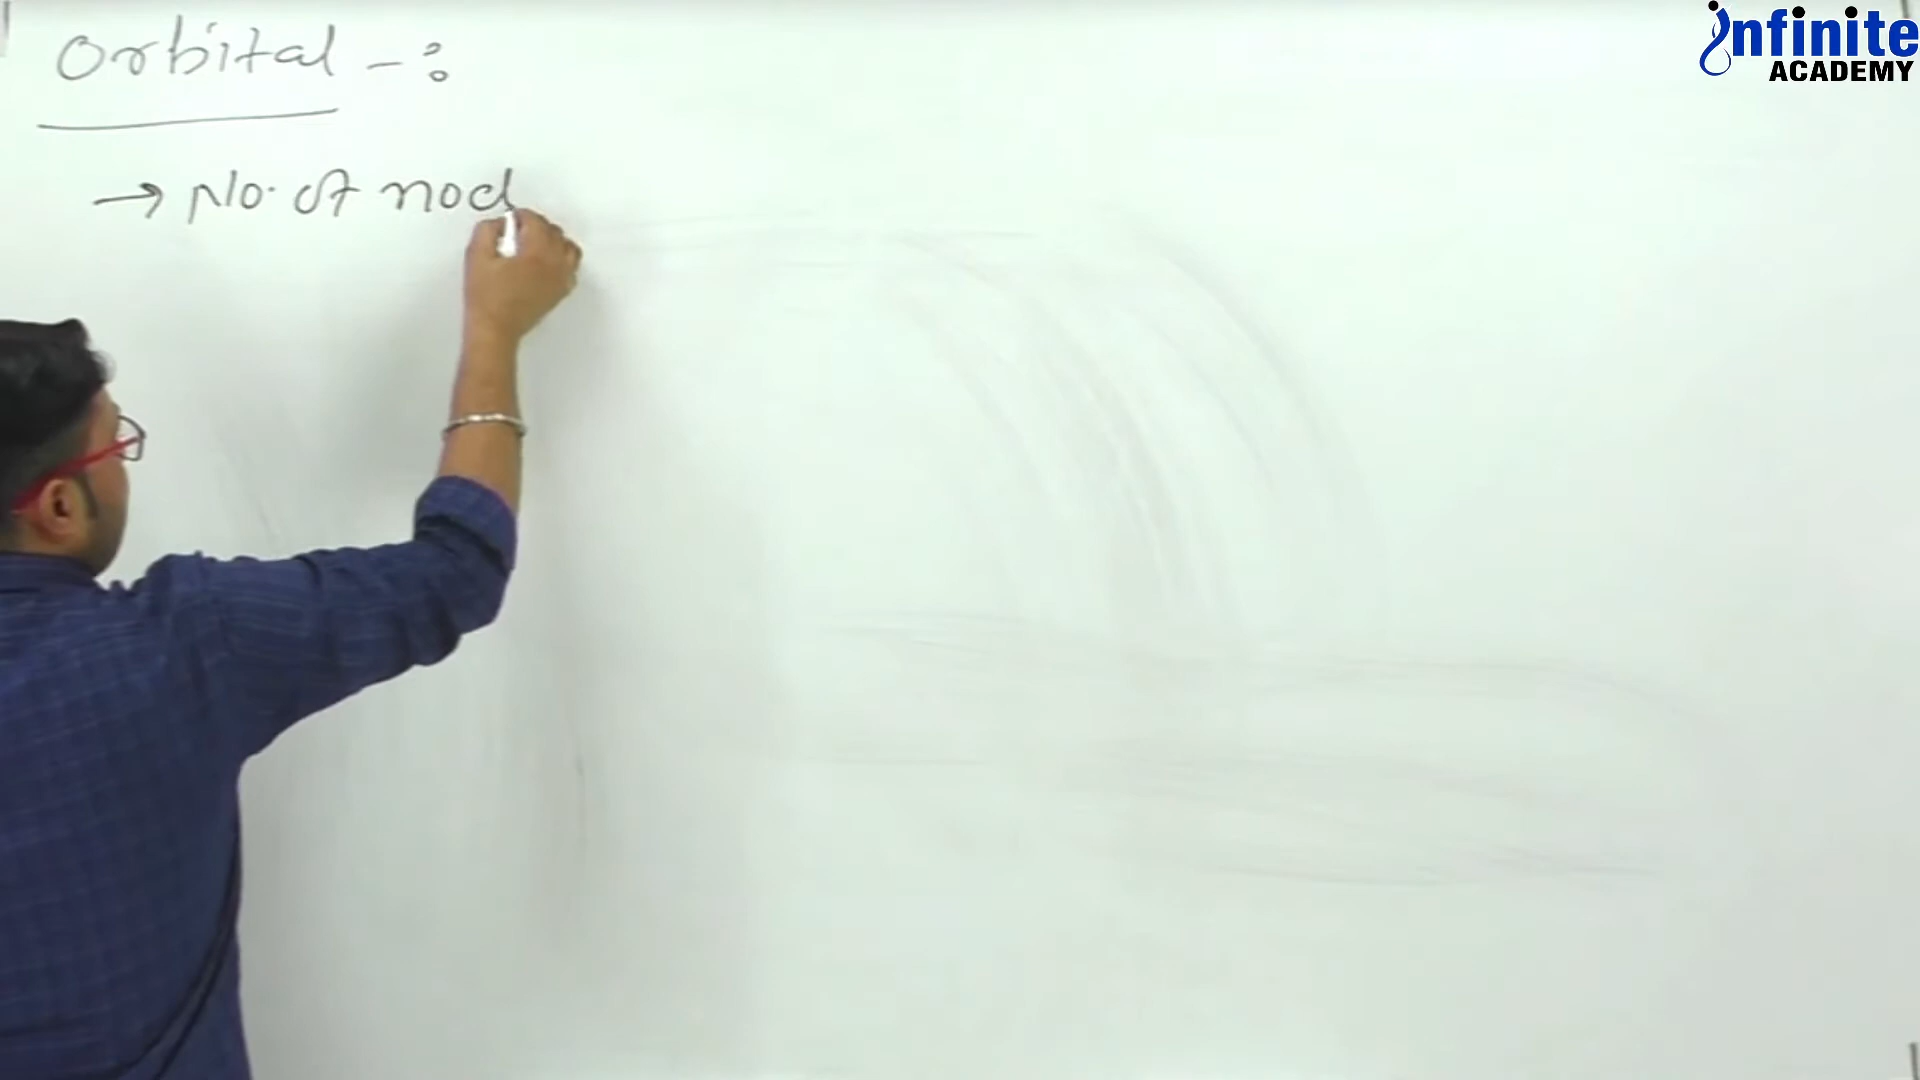 Orbital -:
→ No. of nod
infinite
ACADEMY